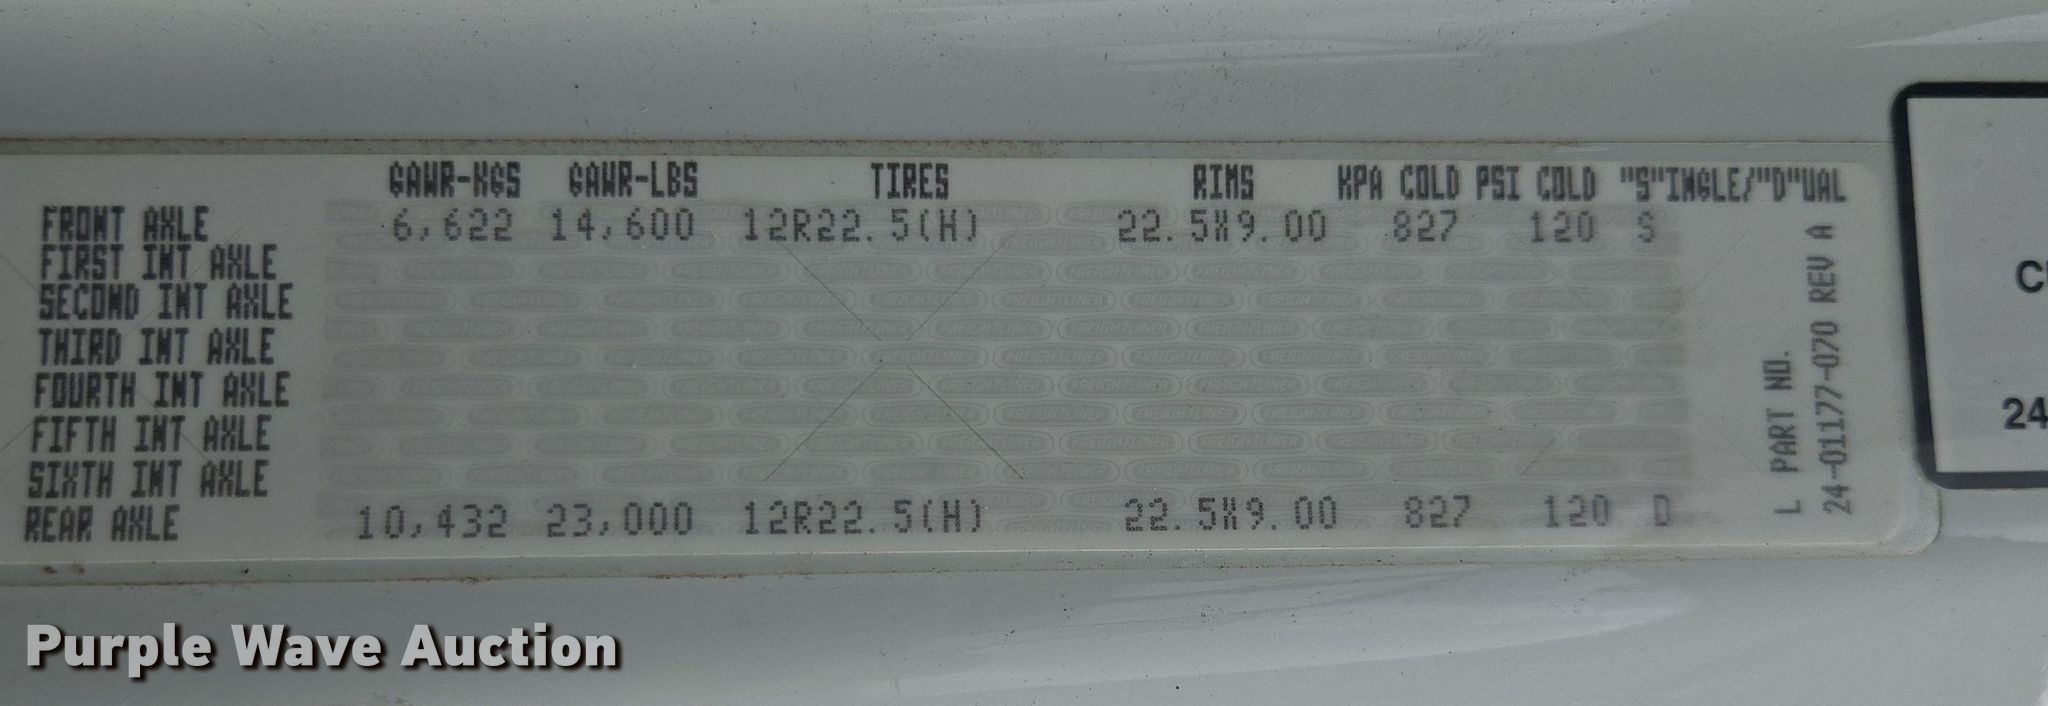 GAWR-KGS GAWR-LBS TIRES RIMS KPA COLD PSI COLD "S"INGLE/"D"UAL
FRONT AXLE 6,622 14,600 12R22.5(H) 22.5X9.00 827 120 S
FIRST INT AXLE
SECOND INT AXLE
THIRD INT AXLE
FOURTH INT AXLE
FIFTH INT AXLE
SIXTH INT AXLE
REAR AXLE 10,432 23,000 12R22.5(H) 22.5X9.00 827 120 D
L PART NO.
24-01177-070 REV A
24
Purple Wave Auction